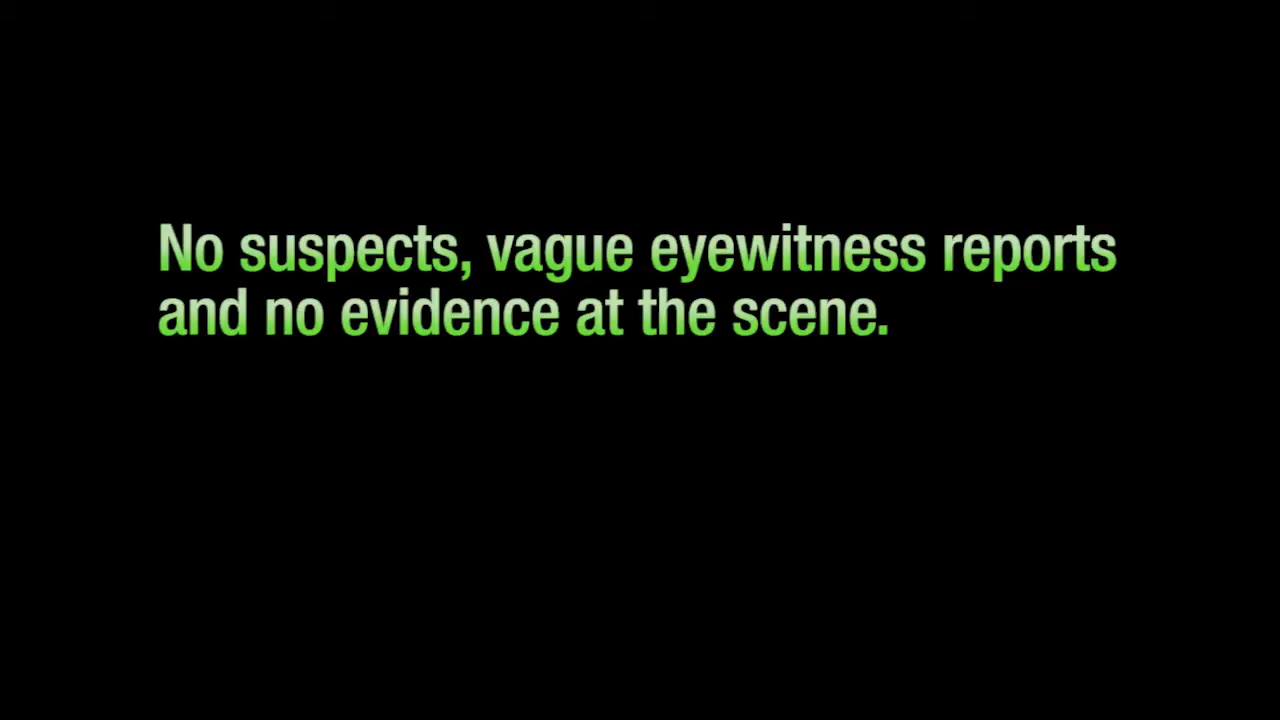 No suspects, vague eyewitness reports
and no evidence at the scene.